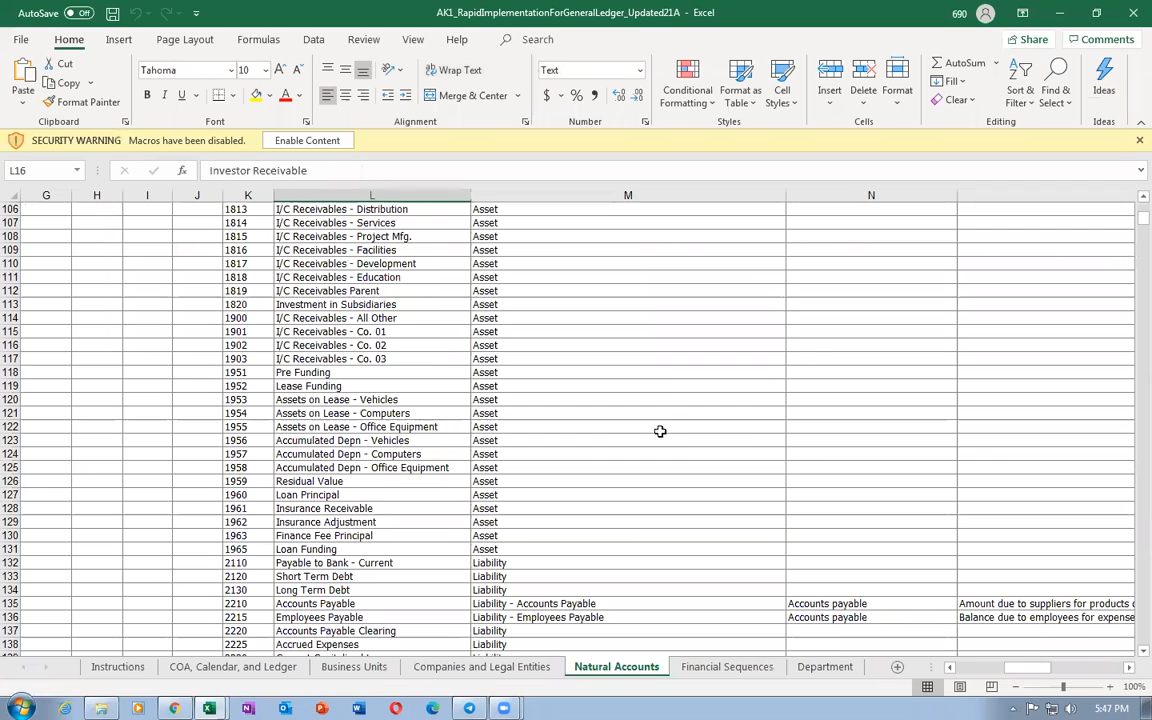 AutoSave Off AK1_RapidImplementationForGeneralLedger_Updated21A - Excel 690
File Home Insert Page Layout Formulas Data Review View Help Search Share Comments
Cut
Copy
Format Painter
Paste
Clipboard
Tahoma 10
B I U
Font
Wrap Text
Merge & Center
Alignment
Text
$ % ,
Number
Conditional Formatting
Format as Table
Cell Styles
Styles
Insert Delete Format
Cells
AutoSum
Fill
Clear
Sort & Filter
Find & Select
Editing
Ideas
Ideas
SECURITY WARNING Macros have been disabled. Enable Content
L16 fx Investor Receivable
G H I J K L M N
106 1813 I/C Receivables - Distribution Asset
107 1814 I/C Receivables - Services Asset
108 1815 I/C Receivables - Project Mfg. Asset
109 1816 I/C Receivables - Facilities Asset
110 1817 I/C Receivables - Development Asset
111 1818 I/C Receivables - Education Asset
112 1819 I/C Receivables Parent Asset
113 1820 Investment in Subsidiaries Asset
114 1900 I/C Receivables - All Other Asset
115 1901 I/C Receivables - Co. 01 Asset
116 1902 I/C Receivables - Co. 02 Asset
117 1903 I/C Receivables - Co. 03 Asset
118 1951 Pre Funding Asset
119 1952 Lease Funding Asset
120 1953 Assets on Lease - Vehicles Asset
121 1954 Assets on Lease - Computers Asset
122 1955 Assets on Lease - Office Equipment Asset
123 1956 Accumulated Depn - Vehicles Asset
124 1957 Accumulated Depn - Computers Asset
125 1958 Accumulated Depn - Office Equipment Asset
126 1959 Residual Value Asset
127 1960 Loan Principal Asset
128 1961 Insurance Receivable Asset
129 1962 Insurance Adjustment Asset
130 1963 Finance Fee Principal Asset
131 1965 Loan Funding Asset
132 2110 Payable to Bank - Current Liability
133 2120 Short Term Debt Liability
134 2130 Long Term Debt Liability
135 2210 Accounts Payable Liability - Accounts Payable Accounts payable Amount due to suppliers for products
136 2215 Employees Payable Liability - Employees Payable Accounts payable Balance due to employees for expense
137 2220 Accounts Payable Clearing Liability
138 2225 Accrued Expenses Liability
Instructions COA, Calendar, and Ledger Business Units Companies and Legal Entities Natural Accounts Financial Sequences Department
100%
5:47 PM